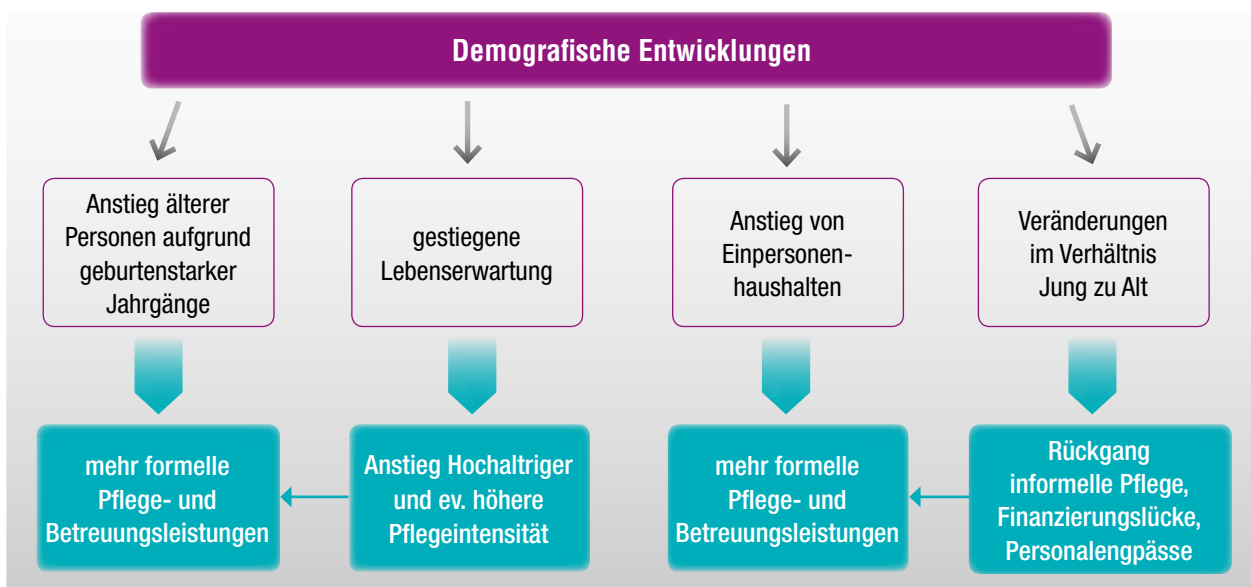 Demografische Entwicklungen
Anstieg älterer
Personen aufgrund
geburtenstarker
Jahrgänge
gestiegene
Lebenserwartung
Anstieg von
Einpersonen-
haushalten
Veränderungen
im Verhältnis
Jung zu Alt
mehr formelle
Pflege- und
Betreuungsleistungen
Anstieg Hochaltriger
und ev. höhere
Pflegeintensität
mehr formelle
Pflege- und
Betreuungsleistungen
Rückgang
informelle Pflege,
Finanzierungslücke,
Personalengpässe